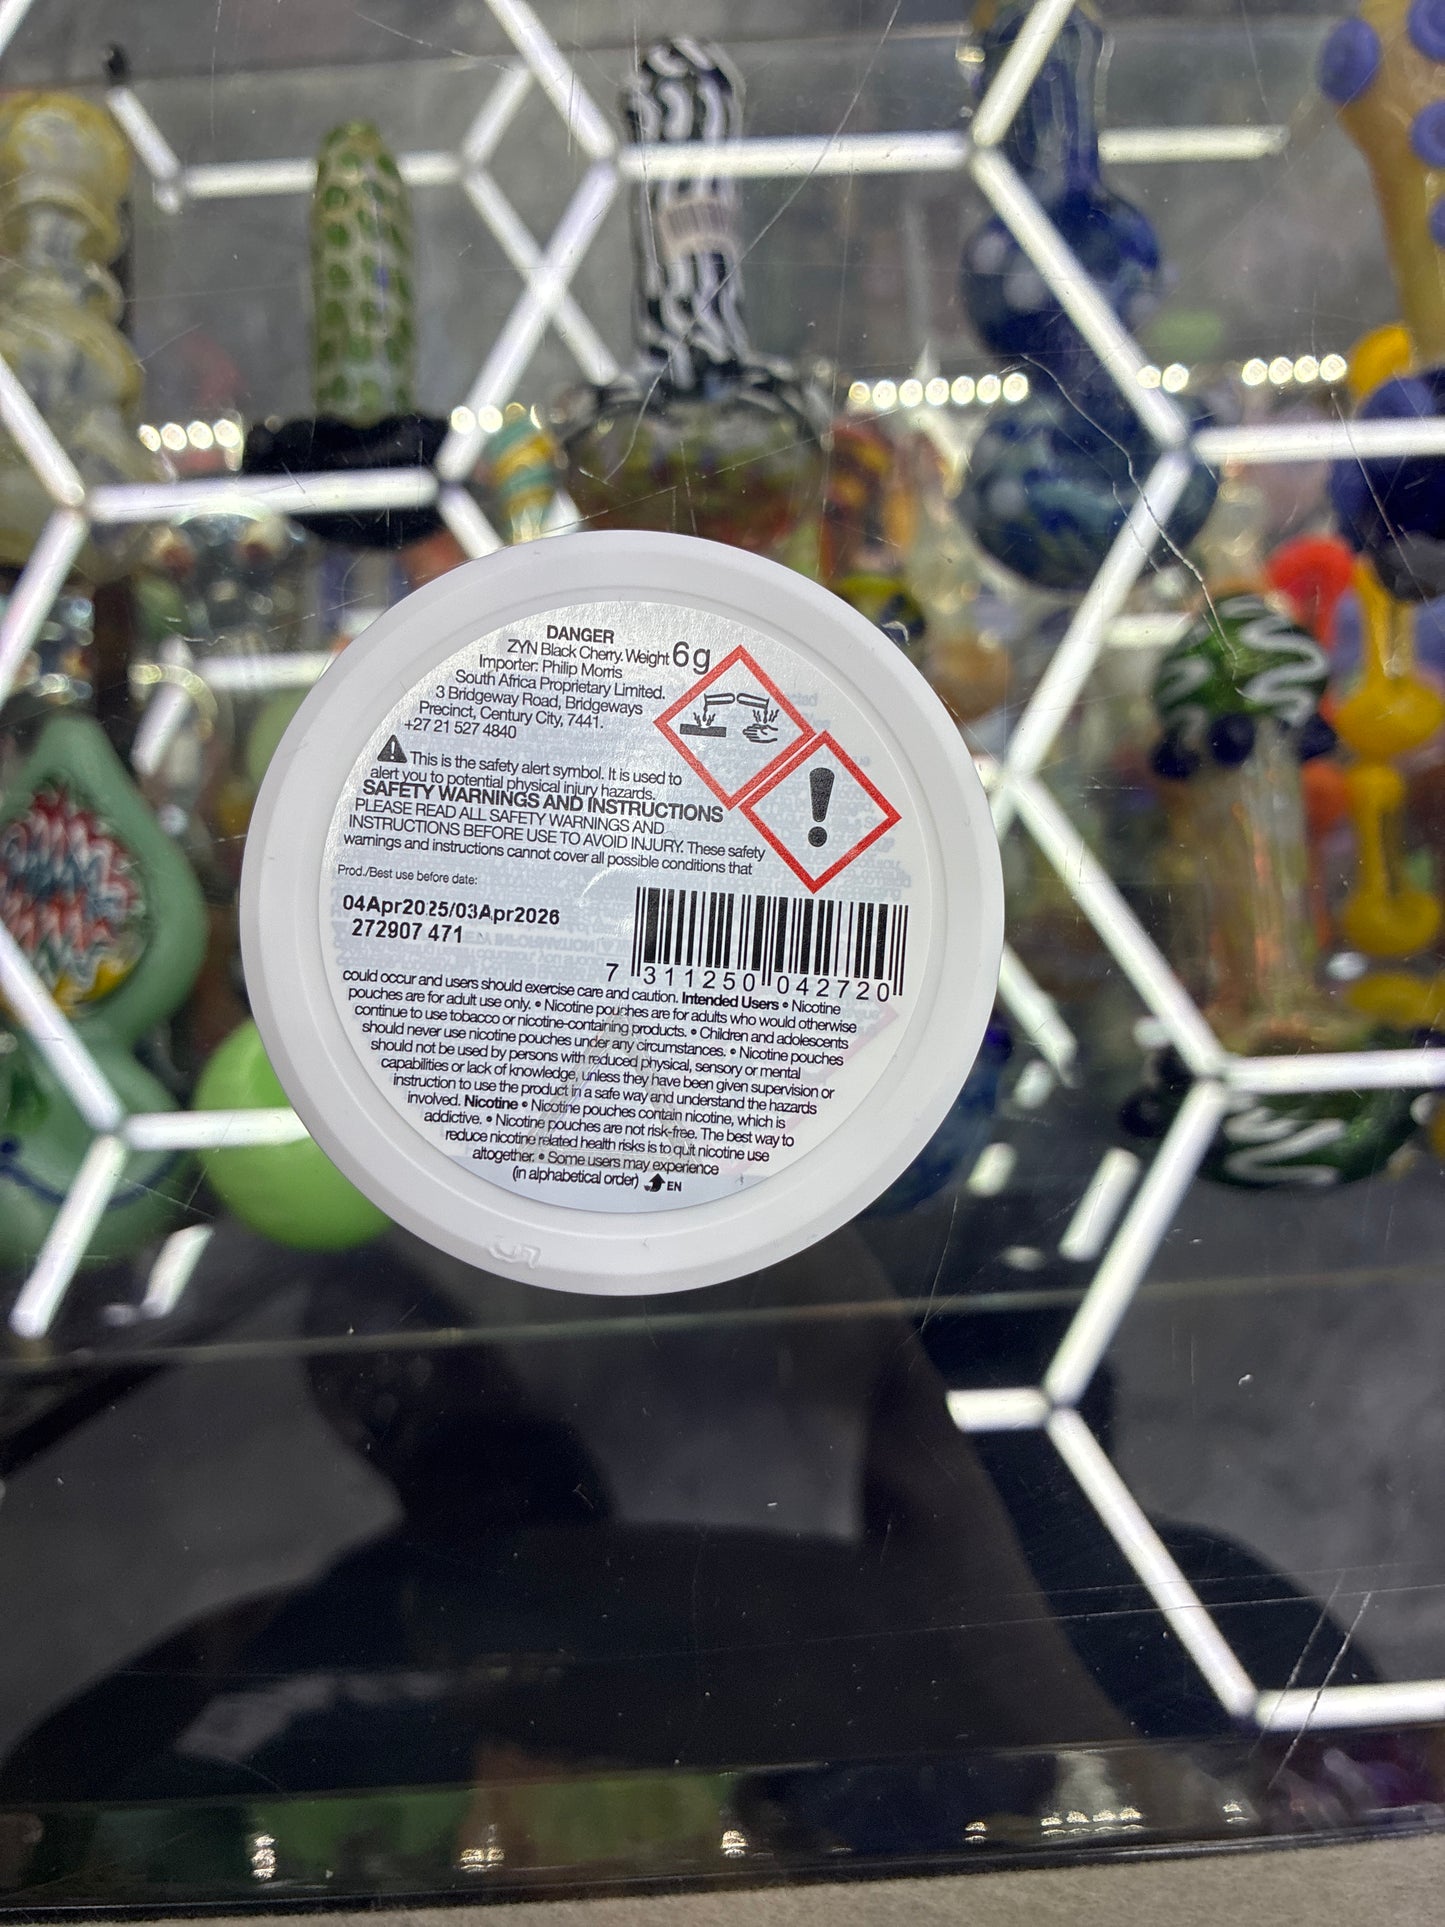 DANGER
ZYN Black Cherry. Weight 6g
Importer: Philip Morris
South Africa Proprietary Limited.
3 Bridgeway Road, Bridgeways
Precinct, Century City, 7441.
+27 21 527 4840
This is the safety alert symbol. It is used to
alert you to potential physical injury hazards.
SAFETY WARNINGS AND INSTRUCTIONS
PLEASE READ ALL SAFETY WARNINGS AND
INSTRUCTIONS BEFORE USE TO AVOID INJURY. These safety
warnings and instructions cannot cover all possible conditions that
Prod./Best use before date:
04Apr2025/03Apr2026
272907 471
7 311250 042720
could occur and users should exercise care and caution. Intended Users • Nicotine
pouches are for adult use only. • Nicotine pouches are for adults who would otherwise
continue to use tobacco or nicotine-containing products. • Children and adolescents
should never use nicotine pouches under any circumstances. • Nicotine pouches
should not be used by persons with reduced physical, sensory or mental
capabilities or lack of knowledge, unless they have been given supervision or
instruction to use the product in a safe way and understand the hazards
involved. Nicotine • Nicotine pouches contain nicotine, which is
addictive. • Nicotine pouches are not risk-free. The best way to
reduce nicotine related health risks is to quit nicotine use
altogether. • Some users may experience
(in alphabetical order) EN